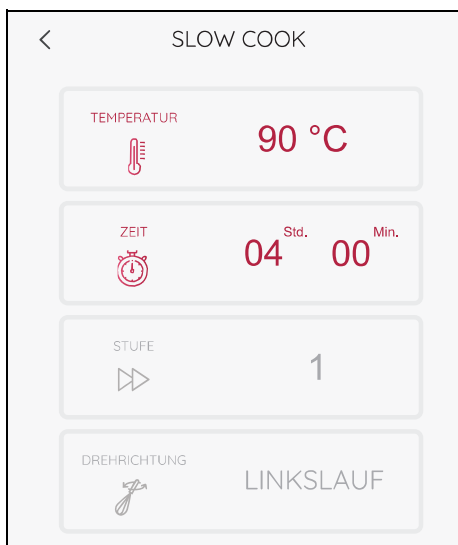 SLOW COOK
TEMPERATUR
90 °C
ZEIT
04 Std. 00 Min.
STUFE
1
DREHRICHTUNG
LINKSLAUF